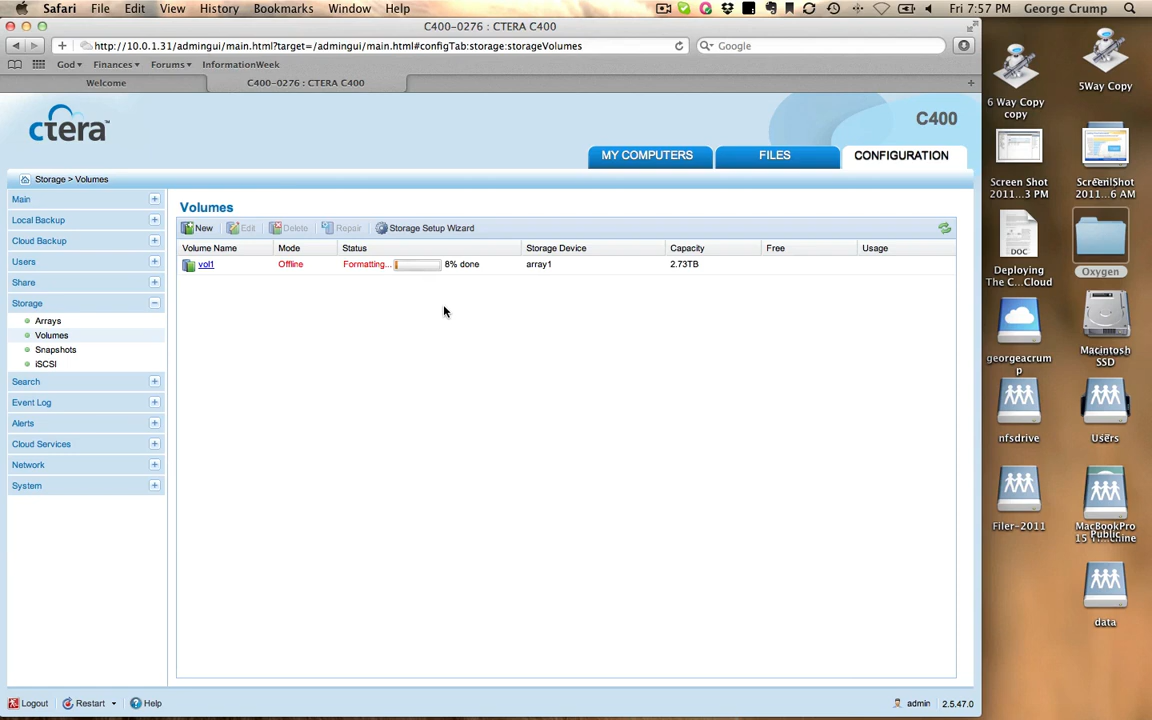 Safari File Edit View History Bookmarks Window Help Fri 7:57 PM George Crump
C400-0276 : CTERA C400
http://10.0.1.31/admingui/main.html?target=/admingui/main.html#configTab:storage:storageVolumes
Google
God Finances Forums InformationWeek
Welcome
C400-0276 : CTERA C400
ctera
C400
MY COMPUTERS
FILES
CONFIGURATION
Storage > Volumes
Main
Local Backup
Cloud Backup
Users
Share
Storage
Arrays
Volumes
Snapshots
iSCSI
Search
Event Log
Alerts
Cloud Services
Network
System
Volumes
New Edit Delete Repair Storage Setup Wizard
Volume Name Mode Status Storage Device Capacity Free Usage
vol1 Offline Formatting... 8% done array1 2.73TB
Logout Restart Help
admin 2.5.47.0
6 Way Copy
copy
5Way Copy
Screen Shot
2011...3 PM
2011...6 AM
DOC
Deploying
The C...Cloud
Oxygen
georgeacrum
p
Macintosh
SSD
nfsdrive
Users
Filer-2011
MacBookPro
Public
data